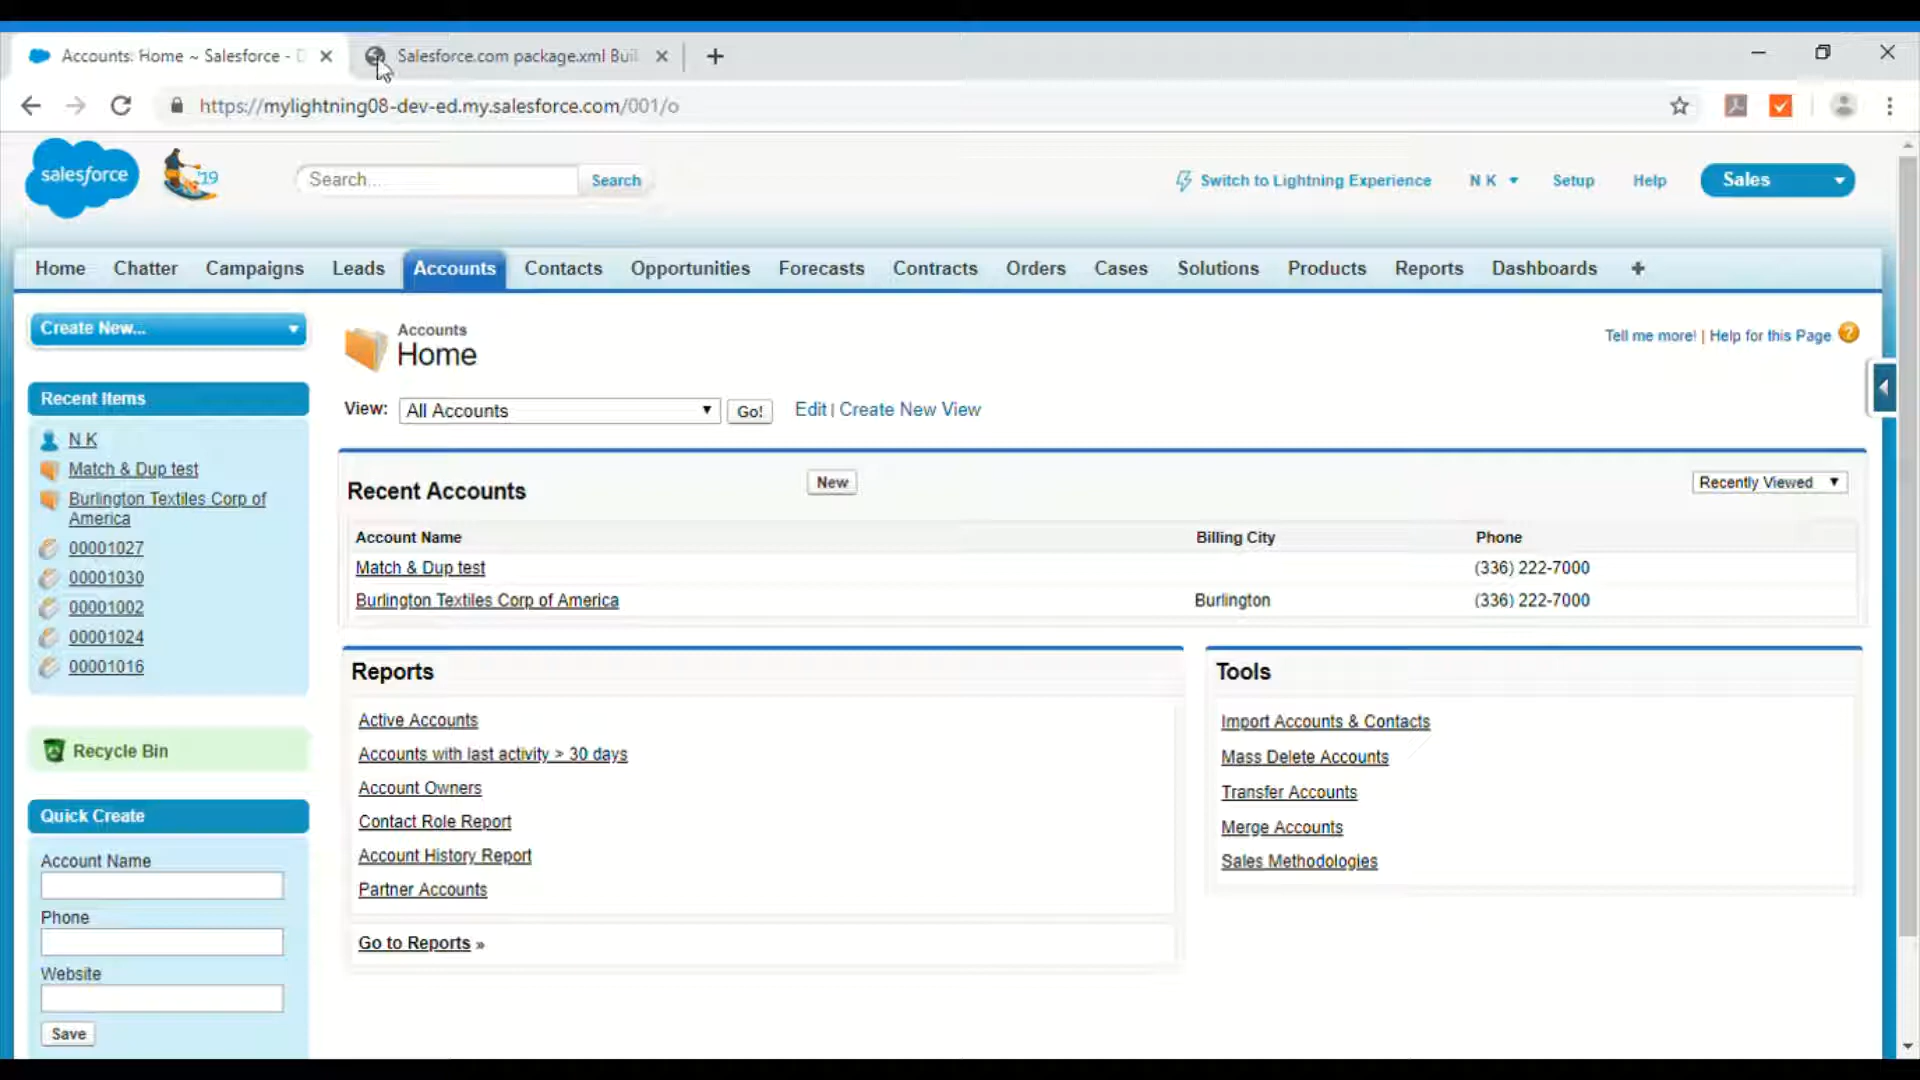 Accounts: Home ~ Salesforce - D
Salesforce.com package.xml Buil
https://mylightning08-dev-ed.my.salesforce.com/001/o
salesforce
'19
Search...
Search
Switch to Lightning Experience
N K
Setup
Help
Sales
Home
Chatter
Campaigns
Leads
Accounts
Contacts
Opportunities
Forecasts
Contracts
Orders
Cases
Solutions
Products
Reports
Dashboards
Create New...
Accounts
Home
Tell me more! | Help for this Page
View:
All Accounts
Go!
Edit | Create New View
Recent Items
N K
Match & Dup test
Burlington Textiles Corp of
America
00001027
00001030
00001002
00001024
00001016
Recent Accounts
New
Recently Viewed
Account Name
Billing City
Phone
Match & Dup test
(336) 222-7000
Burlington Textiles Corp of America
Burlington
(336) 222-7000
Reports
Active Accounts
Accounts with last activity > 30 days
Account Owners
Contact Role Report
Account History Report
Partner Accounts
Go to Reports »
Tools
Import Accounts & Contacts
Mass Delete Accounts
Transfer Accounts
Merge Accounts
Sales Methodologies
Recycle Bin
Quick Create
Account Name
Phone
Website
Save